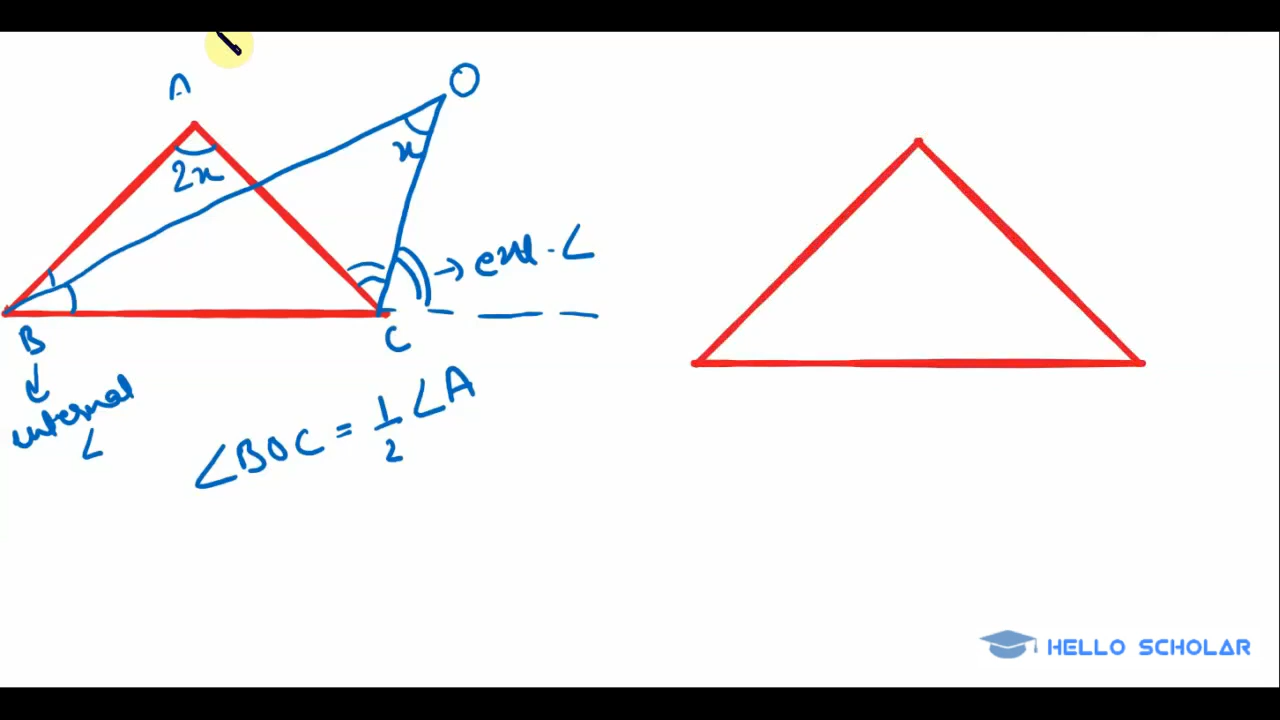 A
O
2x
x
→ ext. ∠
B
C
↓
internal
∠
∠BOC = 1/2 ∠A
HELLO SCHOLAR